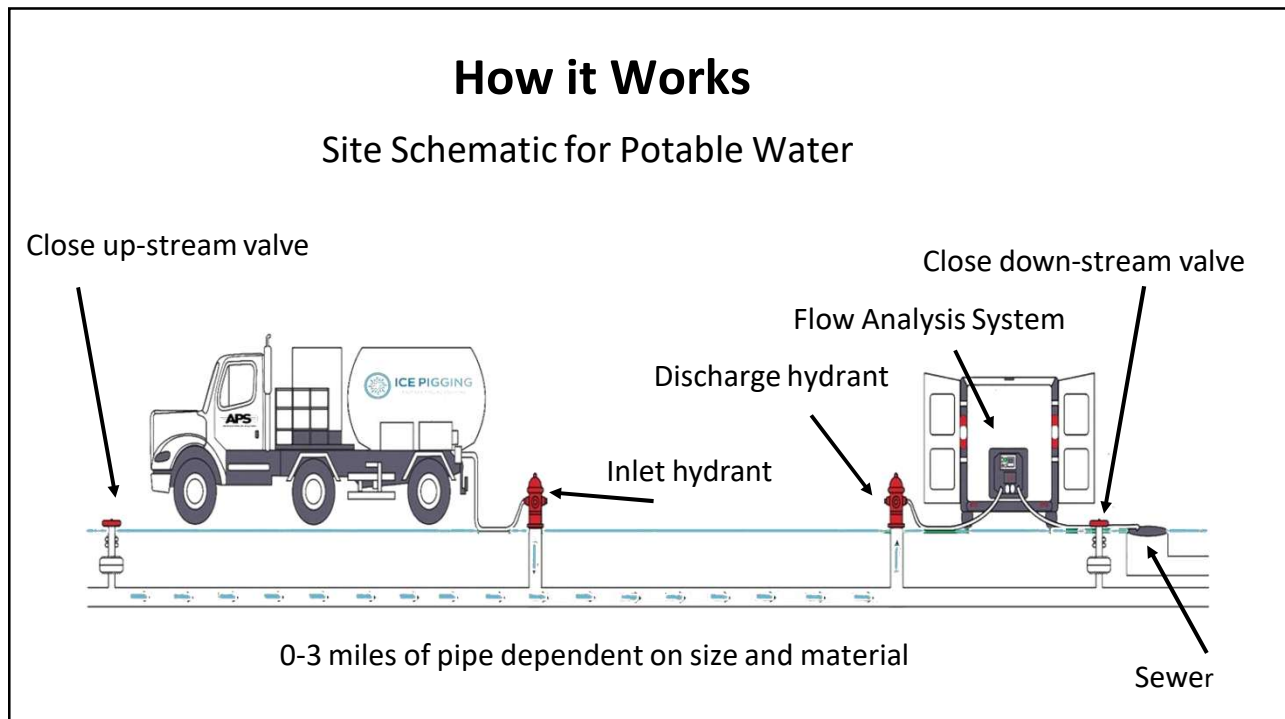 How it Works
Site Schematic for Potable Water
Close up-stream valve
Close down-stream valve
Flow Analysis System
Discharge hydrant
ICE PIGGING
APS
Inlet hydrant
0-3 miles of pipe dependent on size and material
Sewer